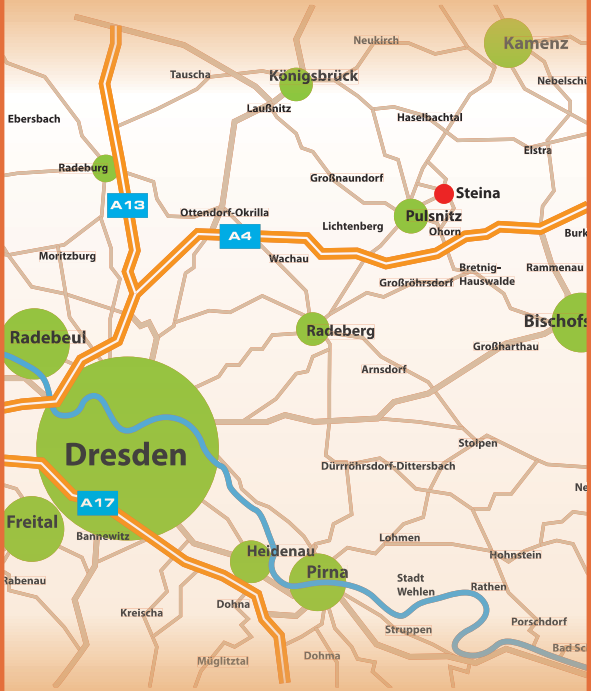 Neukirch
Kamenz
Tauscha
Königsbrück
Nebelschü
Laußnitz
Ebersbach
Haselbachtal
Elstra
Radeburg
Großnaundorf
Steina
A13
Ottendorf-Okrilla
Pulsnitz
Lichtenberg
Ohorn
A4
Burk
Moritzburg
Wachau
Bretnig-
Hauswalde
Rammenau
Großröhrsdorf
Radebeul
Radeberg
Bischofs
Großharthau
Arnsdorf
Dresden
Stolpen
Dürrröhrsdorf-Dittersbach
Ne
A17
Freital
Bannewitz
Lohmen
Heidenau
Hohnstein
Pirna
Rabenau
Stadt
Wehlen
Rathen
Dohna
Kreischa
Porschdorf
Struppen
Bad Sc
Müglitztal
Dohma